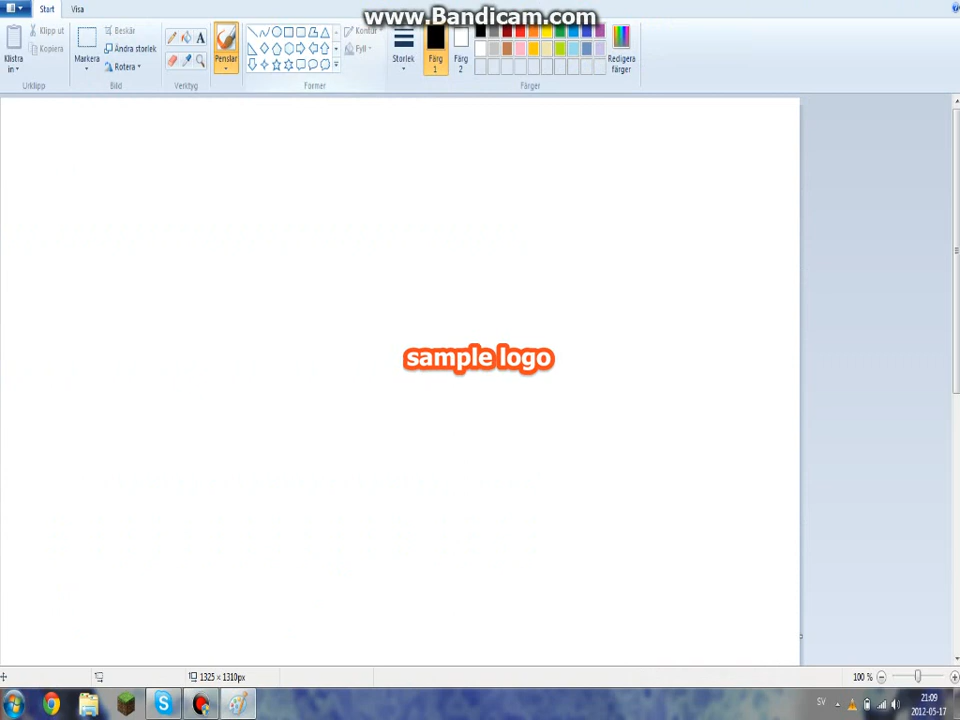 www.Bandicam.com
Start
Visa
Klistra in
Klipp ut
Kopiera
Urklipp
Markera
Beskär
Ändra storlek
Rotera
Bild
Verktyg
Penslar
Former
Kontur
Fyll
Storlek
Färg 1
Färg 2
Redigera färger
Färger
sample logo
1325 × 1310px
100 %
SV
21:09
2012-05-17